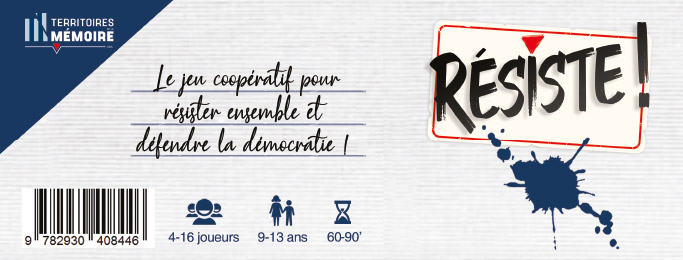 TERRITOIRES
MÉMOIRE
Le jeu coopératif pour
résister ensemble et
défendre la démocratie !
RÉSISTE !
9 782930 408446
4-16 joueurs
9-13 ans
60-90'